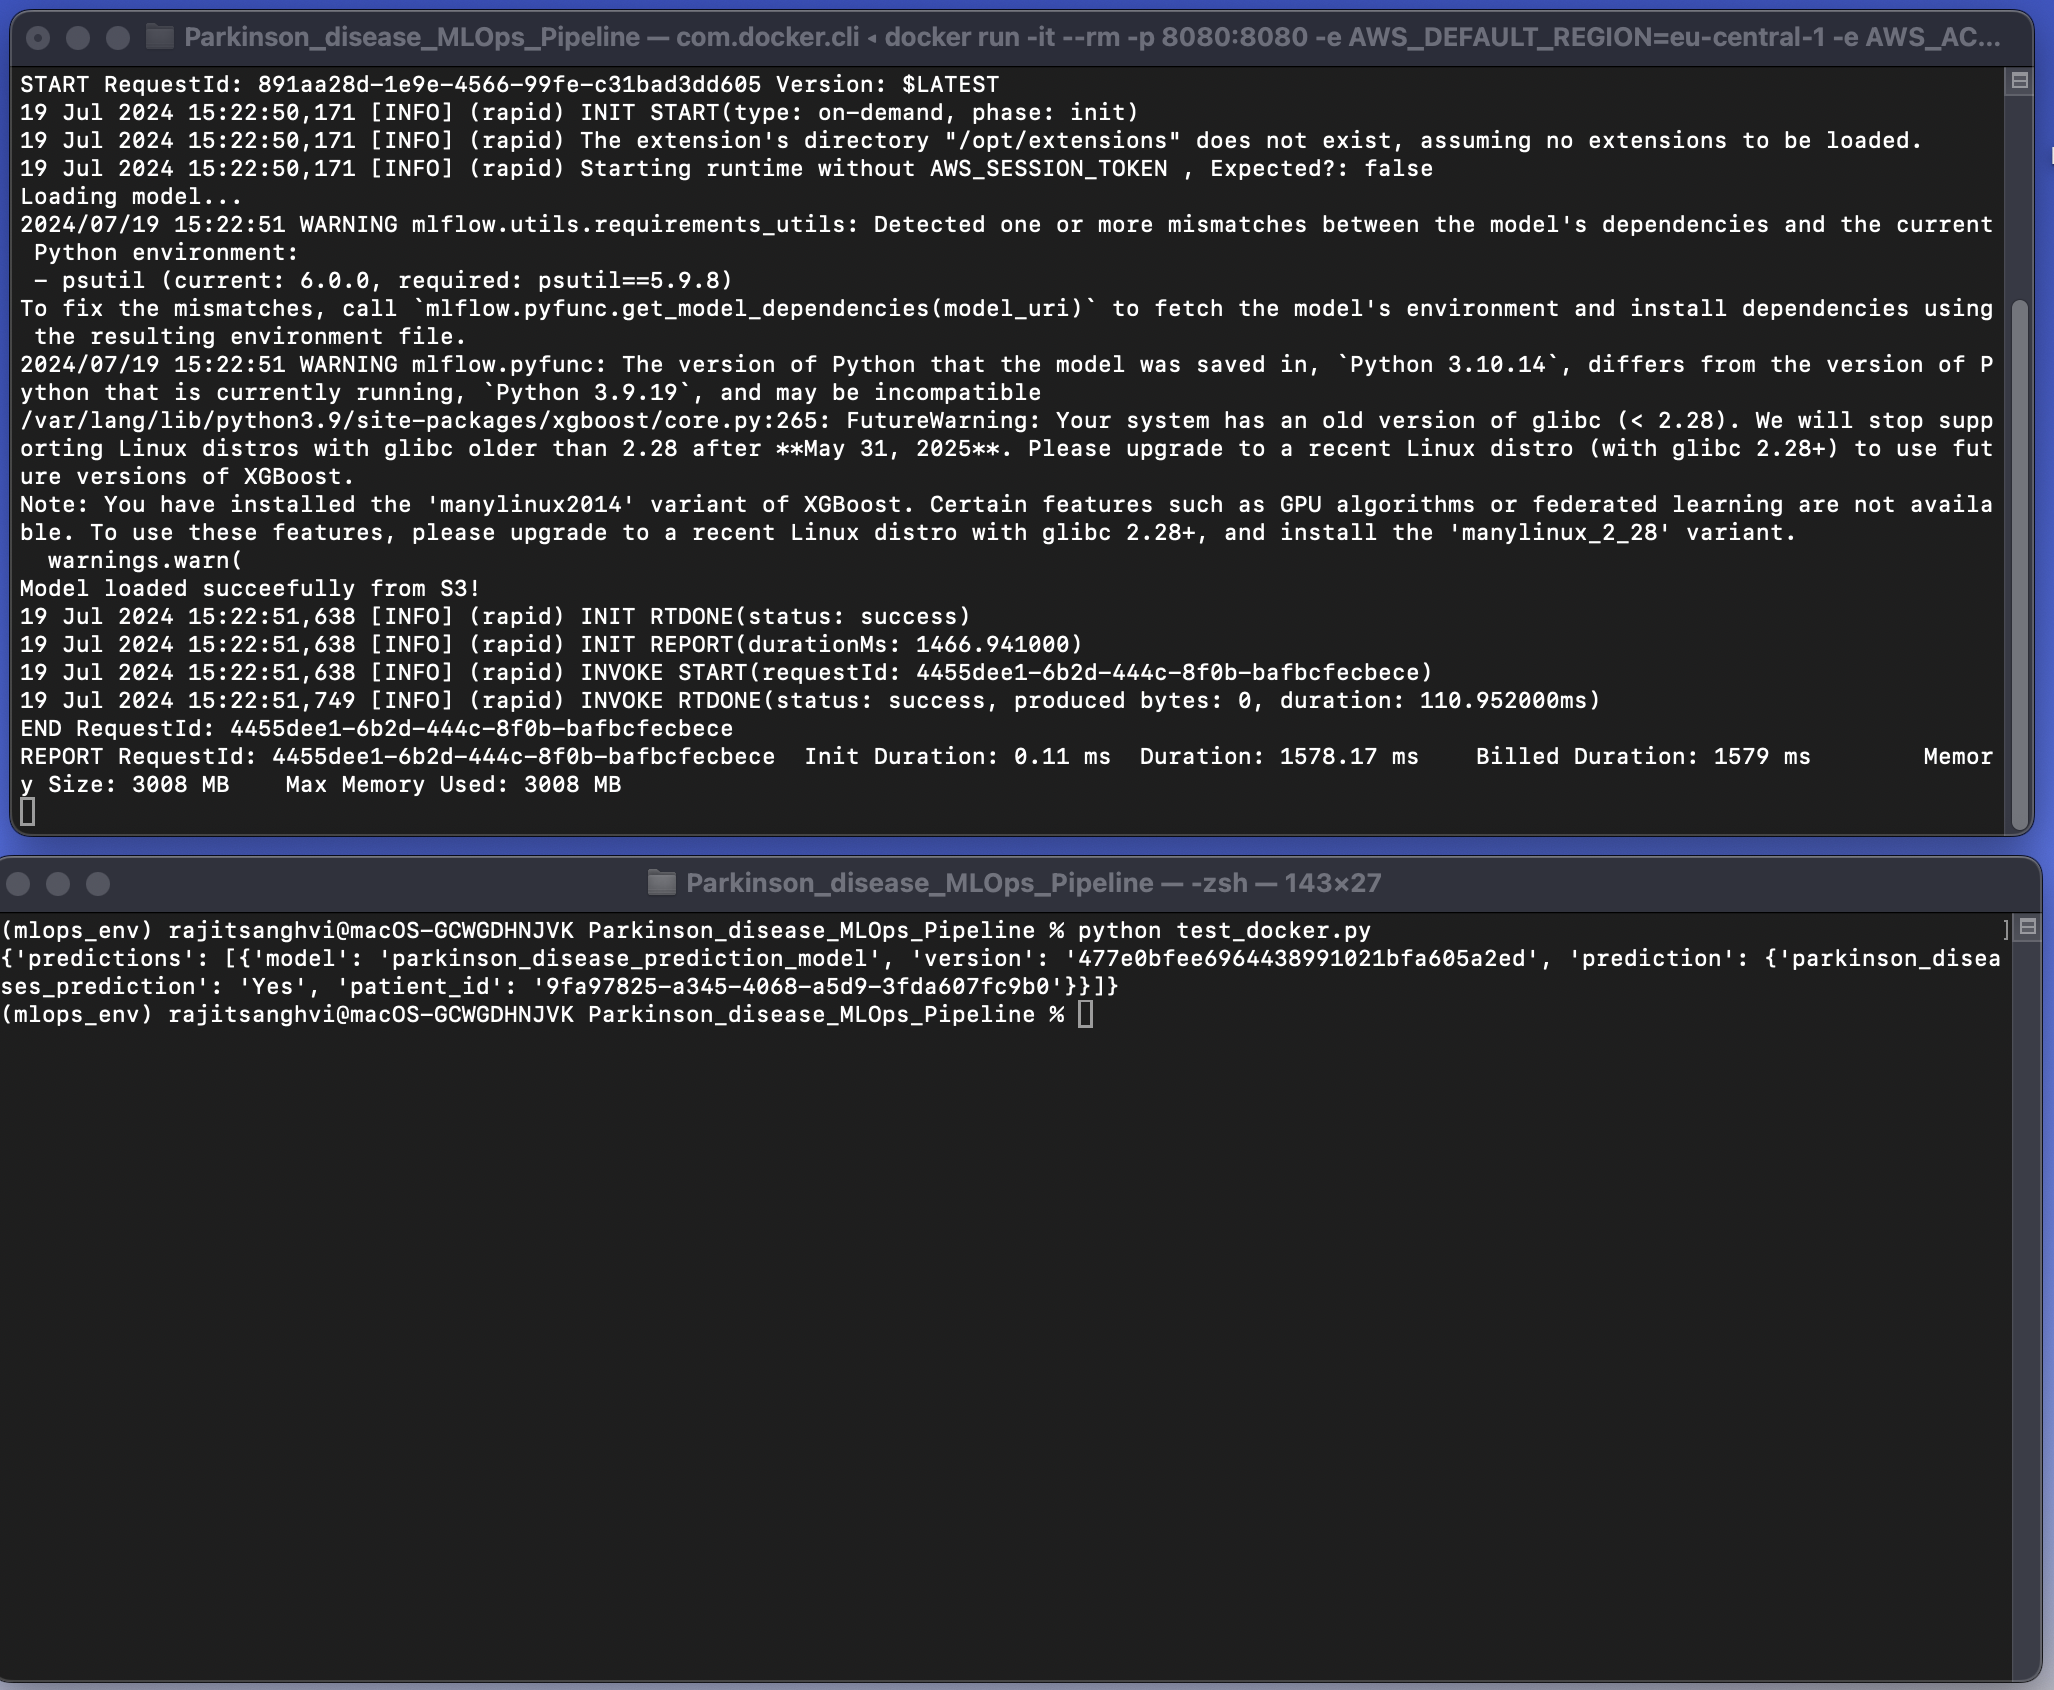 Parkinson_disease_MLOps_Pipeline — com.docker.cli ◂ docker run -it --rm -p 8080:8080 -e AWS_DEFAULT_REGION=eu-central-1 -e AWS_AC...
START RequestId: 891aa28d-1e9e-4566-99fe-c31bad3dd605 Version: $LATEST
19 Jul 2024 15:22:50,171 [INFO] (rapid) INIT START(type: on-demand, phase: init)
19 Jul 2024 15:22:50,171 [INFO] (rapid) The extension's directory "/opt/extensions" does not exist, assuming no extensions to be loaded.
19 Jul 2024 15:22:50,171 [INFO] (rapid) Starting runtime without AWS_SESSION_TOKEN , Expected?: false
Loading model...
2024/07/19 15:22:51 WARNING mlflow.utils.requirements_utils: Detected one or more mismatches between the model's dependencies and the current
 Python environment:
 - psutil (current: 6.0.0, required: psutil==5.9.8)
To fix the mismatches, call `mlflow.pyfunc.get_model_dependencies(model_uri)` to fetch the model's environment and install dependencies using
 the resulting environment file.
2024/07/19 15:22:51 WARNING mlflow.pyfunc: The version of Python that the model was saved in, `Python 3.10.14`, differs from the version of P
ython that is currently running, `Python 3.9.19`, and may be incompatible
/var/lang/lib/python3.9/site-packages/xgboost/core.py:265: FutureWarning: Your system has an old version of glibc (< 2.28). We will stop supp
orting Linux distros with glibc older than 2.28 after **May 31, 2025**. Please upgrade to a recent Linux distro (with glibc 2.28+) to use fut
ure versions of XGBoost.
Note: You have installed the 'manylinux2014' variant of XGBoost. Certain features such as GPU algorithms or federated learning are not availa
ble. To use these features, please upgrade to a recent Linux distro with glibc 2.28+, and install the 'manylinux_2_28' variant.
  warnings.warn(
Model loaded succeefully from S3!
19 Jul 2024 15:22:51,638 [INFO] (rapid) INIT RTDONE(status: success)
19 Jul 2024 15:22:51,638 [INFO] (rapid) INIT REPORT(durationMs: 1466.941000)
19 Jul 2024 15:22:51,638 [INFO] (rapid) INVOKE START(requestId: 4455dee1-6b2d-444c-8f0b-bafbcfecbece)
19 Jul 2024 15:22:51,749 [INFO] (rapid) INVOKE RTDONE(status: success, produced bytes: 0, duration: 110.952000ms)
END RequestId: 4455dee1-6b2d-444c-8f0b-bafbcfecbece
REPORT RequestId: 4455dee1-6b2d-444c-8f0b-bafbcfecbece  Init Duration: 0.11 ms  Duration: 1578.17 ms    Billed Duration: 1579 ms        Memor
y Size: 3008 MB    Max Memory Used: 3008 MB
Parkinson_disease_MLOps_Pipeline — -zsh — 143×27
(mlops_env) rajitsanghvi@macOS-GCWGDHNJVK Parkinson_disease_MLOps_Pipeline % python test_docker.py ]
{'predictions': [{'model': 'parkinson_disease_prediction_model', 'version': '477e0bfee6964438991021bfa605a2ed', 'prediction': {'parkinson_disea
ses_prediction': 'Yes', 'patient_id': '9fa97825-a345-4068-a5d9-3fda607fc9b0'}}]}
(mlops_env) rajitsanghvi@macOS-GCWGDHNJVK Parkinson_disease_MLOps_Pipeline %